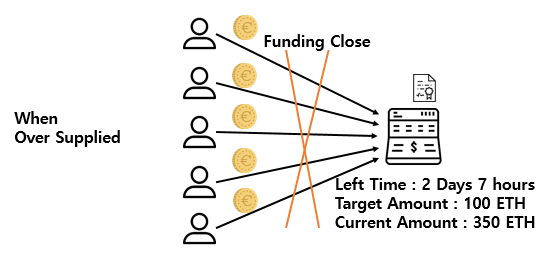 Funding Close
When
Over Supplied
$
Left Time : 2 Days 7 hours
Target Amount : 100 ETH
Current Amount : 350 ETH